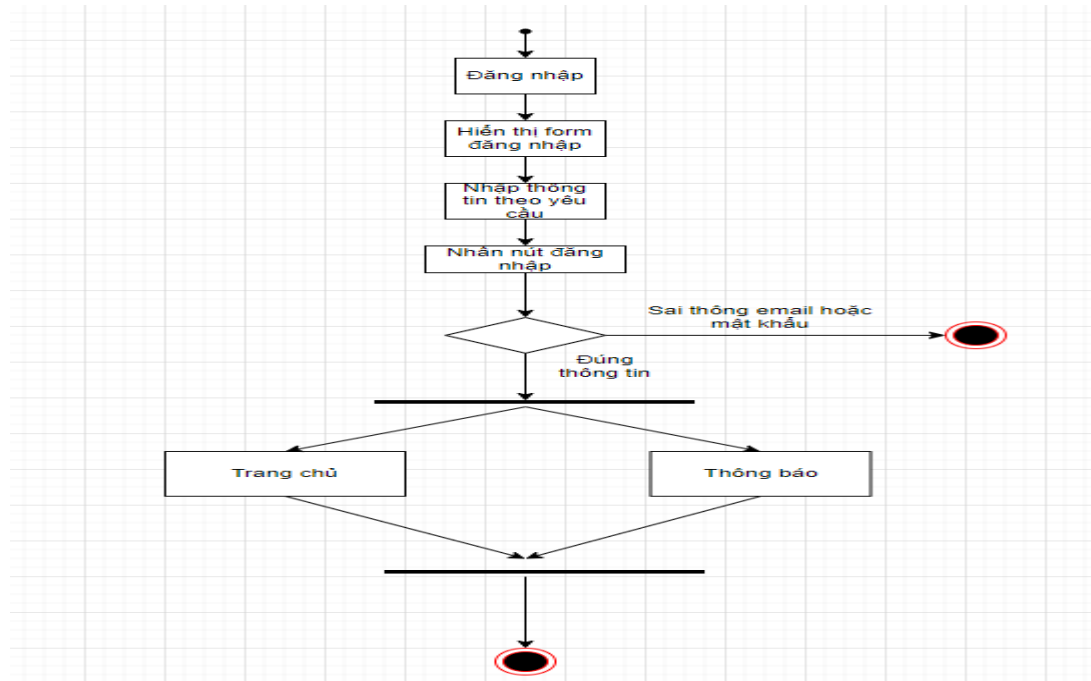 Đăng nhập
Hiển thị form
đăng nhập
Nhập thông
tin theo yêu
cầu
Nhấn nút đăng
nhập
Sai thông email hoặc
mật khẩu
Đúng
thông tin
Trang chủ
Thông báo